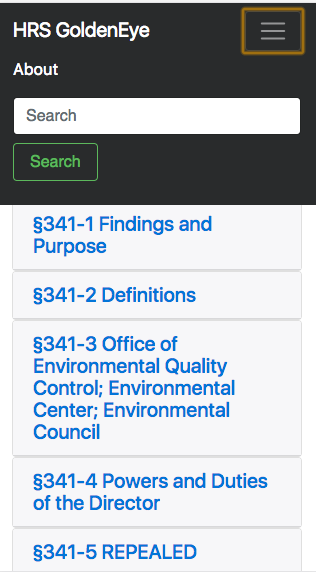 HRS GoldenEye
About
Search
Search
§341-1 Findings and
Purpose
§341-2 Definitions
§341-3 Office of
Environmental Quality
Control; Environmental
Center; Environmental
Council
§341-4 Powers and Duties
of the Director
§341-5 REPEALED